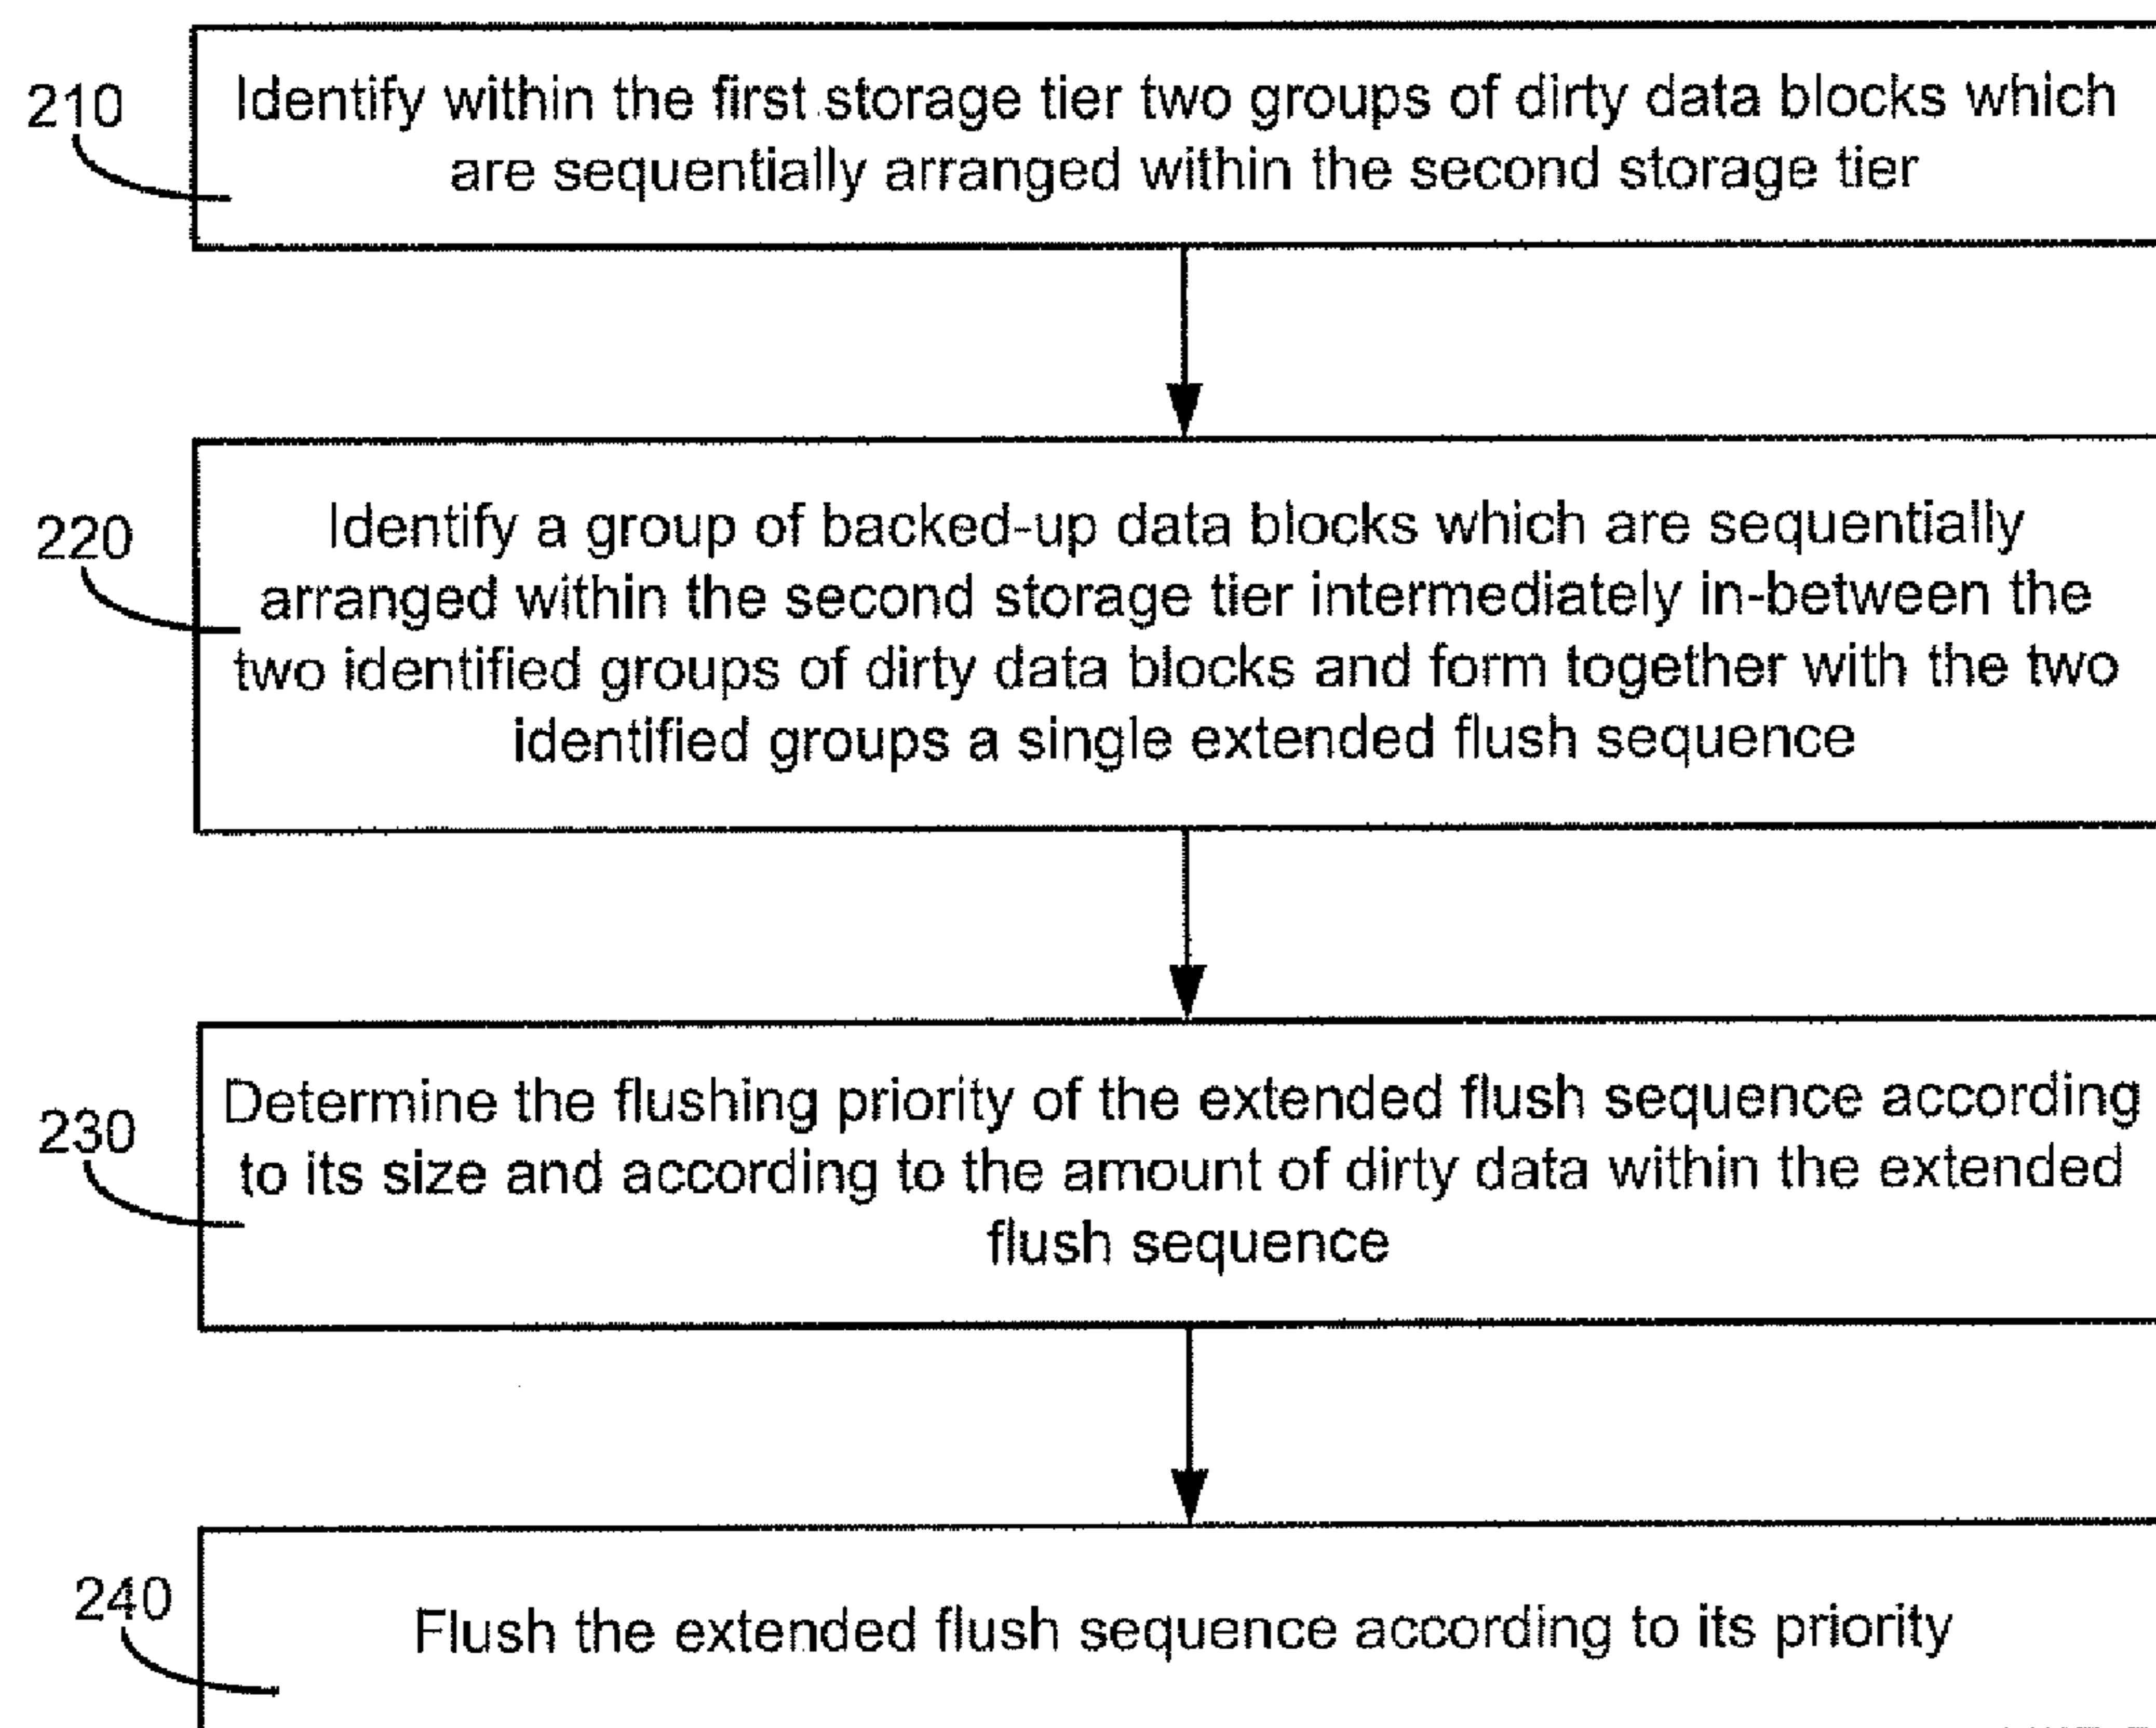 210
Identify within the first storage tier two groups of dirty data blocks which
are sequentially arranged within the second storage tier
220
Identify a group of backed-up data blocks which are sequentially
arranged within the second storage tier intermediately in-between the
two identified groups of dirty data blocks and form together with the two
identified groups a single extended flush sequence
230
Determine the flushing priority of the extended flush sequence according
to its size and according to the amount of dirty data within the extended
flush sequence
240
Flush the extended flush sequence according to its priority